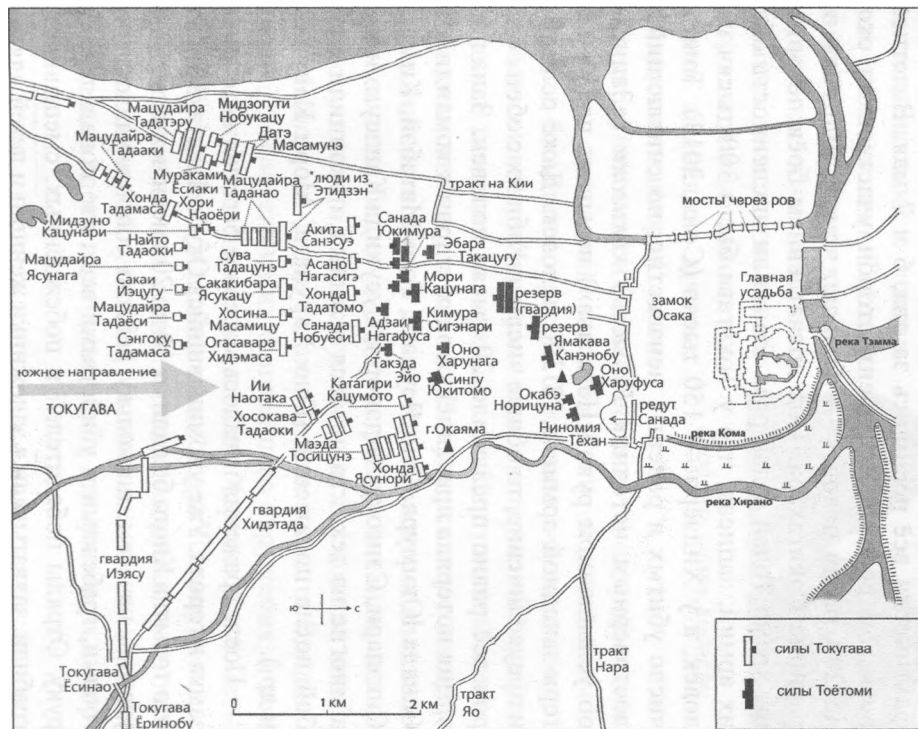 Мацудайра
Тадатэру
Мидзогути
Нобукацу
Мацудайра
Тадааки
Датэ
Масамунэ
Мураками
Ёсиаки
Мацудайра
Таданао
"люди из
Этидзэн"
Хонда
Тадамаса
Хори
Наоёри
Мидзуно
Кацунари
Найто
Тадаоки
Мацудайра
Ясунага
Сакаи
Иэцугу
Мацудайра
Тадаёси
Сэнгоку
Тадамаса
Акита
Санэсуэ
Сува
Тадацунэ
Асано
Нагасигэ
Сакакибара
Ясукацу
Хонда
Тадатомо
Хосина
Масамицу
Санада
Нобуёси
Огасавара
Хидэмаса
тракт на Кии
Санада
Юкимура
Эбара
Такацугу
Мори
Кацунага
Адзаи
Нагафуса
Кимура
Сигэнари
Такэда
Эйо
Оно
Харунага
Сингу
Юкитомо
резерв
(гвардия)
резерв
Ямакава
Канэнобу
Оно
Харуфуса
Окабэ
Норицуна
Ниномия
Тёхан
редут
Санада
мосты через ров
замок
Осака
Главная
усадьба
река Тэмма
река Кома
река Хирано
южное направление
ТОКУГАВА
Ии
Наотака
Хосокава
Тадаоки
Катагири
Кацумото
Маэда
Тосицунэ
Хонда
Ясунори
г.Окаяма
гвардия
Хидэтада
гвардия
Иэясу
Токугава
Ёсинао
Токугава
Ёринобу
ю с
0 1 км 2 км
тракт
Яо
тракт
Нара
силы Токугава
силы Тоётоми